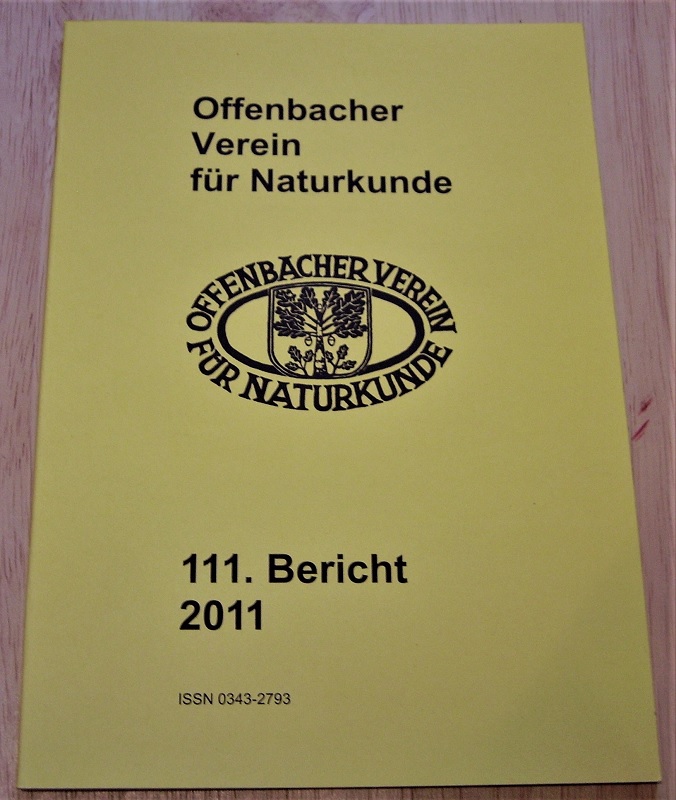 Offenbacher
Verein
für Naturkunde
OFFENBACHER VEREIN
FÜR NATURKUNDE
111. Bericht
2011
ISSN 0343-2793